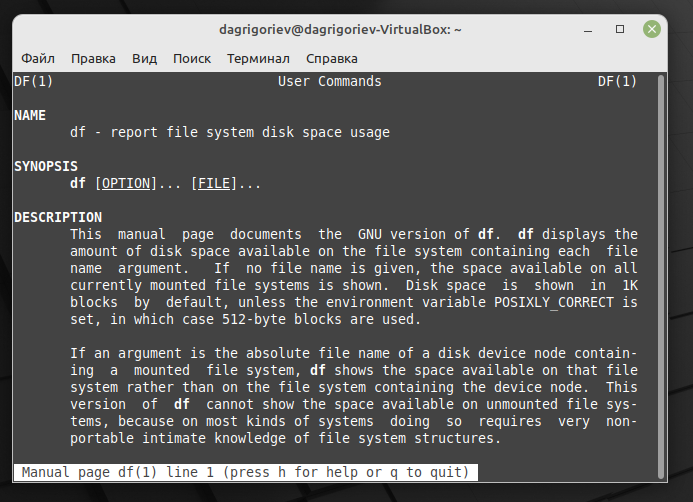 dagrigoriev@dagrigoriev-VirtualBox: ~
Файл Правка Вид Поиск Терминал Справка
DF(1) User Commands DF(1)
NAME
df - report file system disk space usage
SYNOPSIS
df [OPTION]... [FILE]...
DESCRIPTION
This manual page documents the GNU version of df. df displays the
amount of disk space available on the file system containing each file
name argument. If no file name is given, the space available on all
currently mounted file systems is shown. Disk space is shown in 1K
blocks by default, unless the environment variable POSIXLY_CORRECT is
set, in which case 512-byte blocks are used.
If an argument is the absolute file name of a disk device node contain-
ing a mounted file system, df shows the space available on that file
system rather than on the file system containing the device node. This
version of df cannot show the space available on unmounted file sys-
tems, because on most kinds of systems doing so requires very non-
portable intimate knowledge of file system structures.
Manual page df(1) line 1 (press h for help or q to quit)